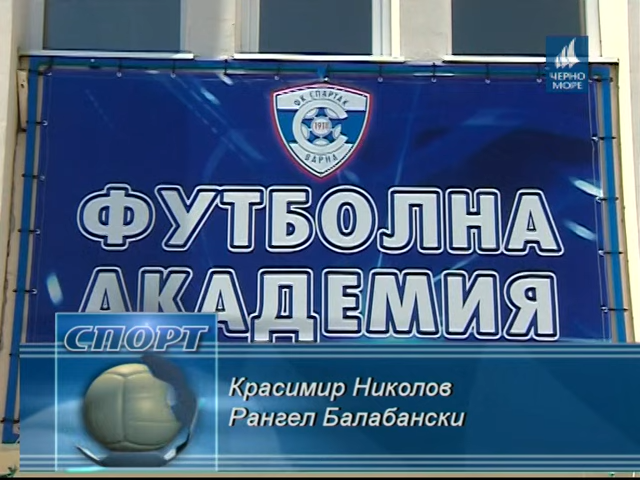 ЧЕРНО
МОРЕ
ФК СПАРТАК
1918
ВАРНА
ФУТБОЛНА
АКАДЕМИЯ
СПОРТ
Красимир Николов
Рангел Балабански